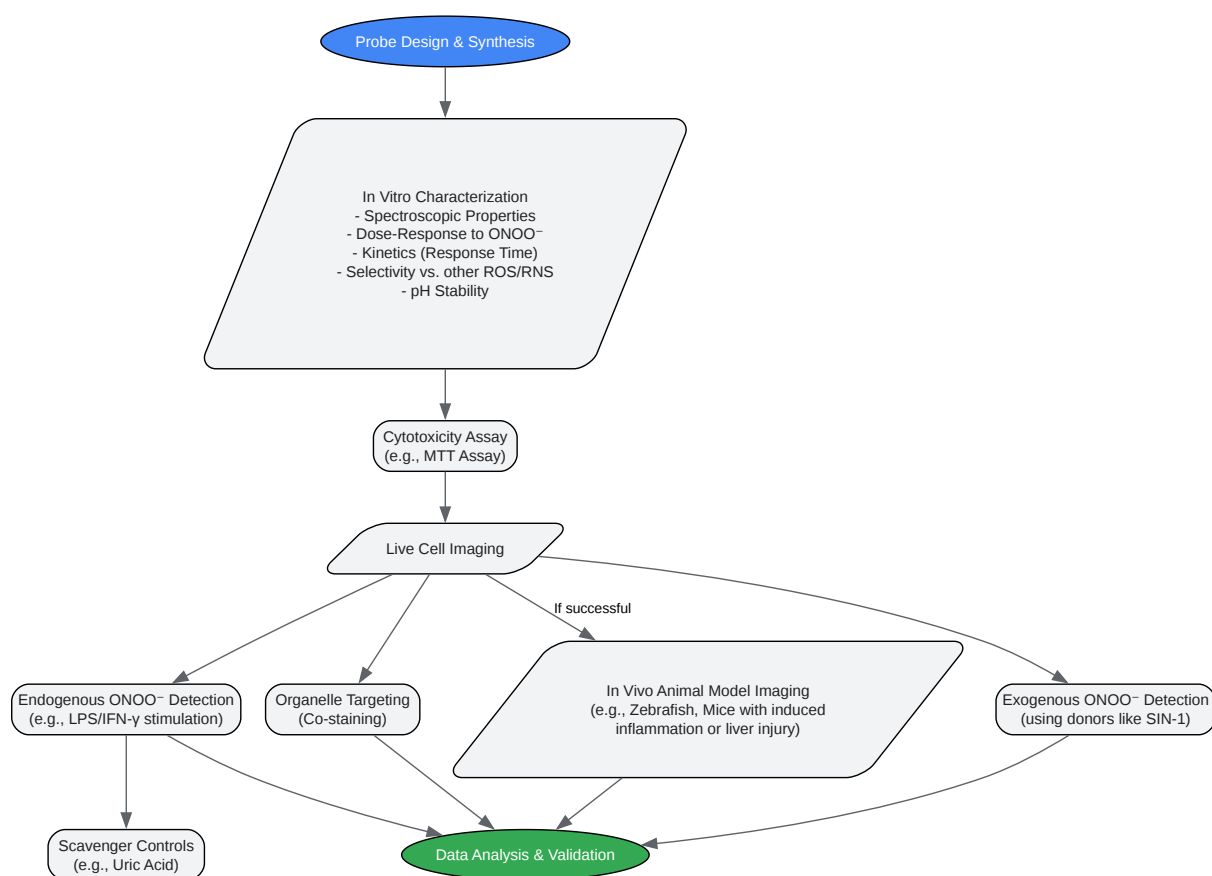 Probe Design & Synthesis
In Vitro Characterization
- Spectroscopic Properties
- Dose-Response to ONOO⁻
- Kinetics (Response Time)
- Selectivity vs. other ROS/RNS
- pH Stability
Cytotoxicity Assay
(e.g., MTT Assay)
Live Cell Imaging
If successful
Endogenous ONOO⁻ Detection
(e.g., LPS/IFN-γ stimulation)
Organelle Targeting
(Co-staining)
In Vivo Animal Model Imaging
(e.g., Zebrafish, Mice with induced
inflammation or liver injury)
Exogenous ONOO⁻ Detection
(using donors like SIN-1)
Scavenger Controls
(e.g., Uric Acid)
Data Analysis & Validation